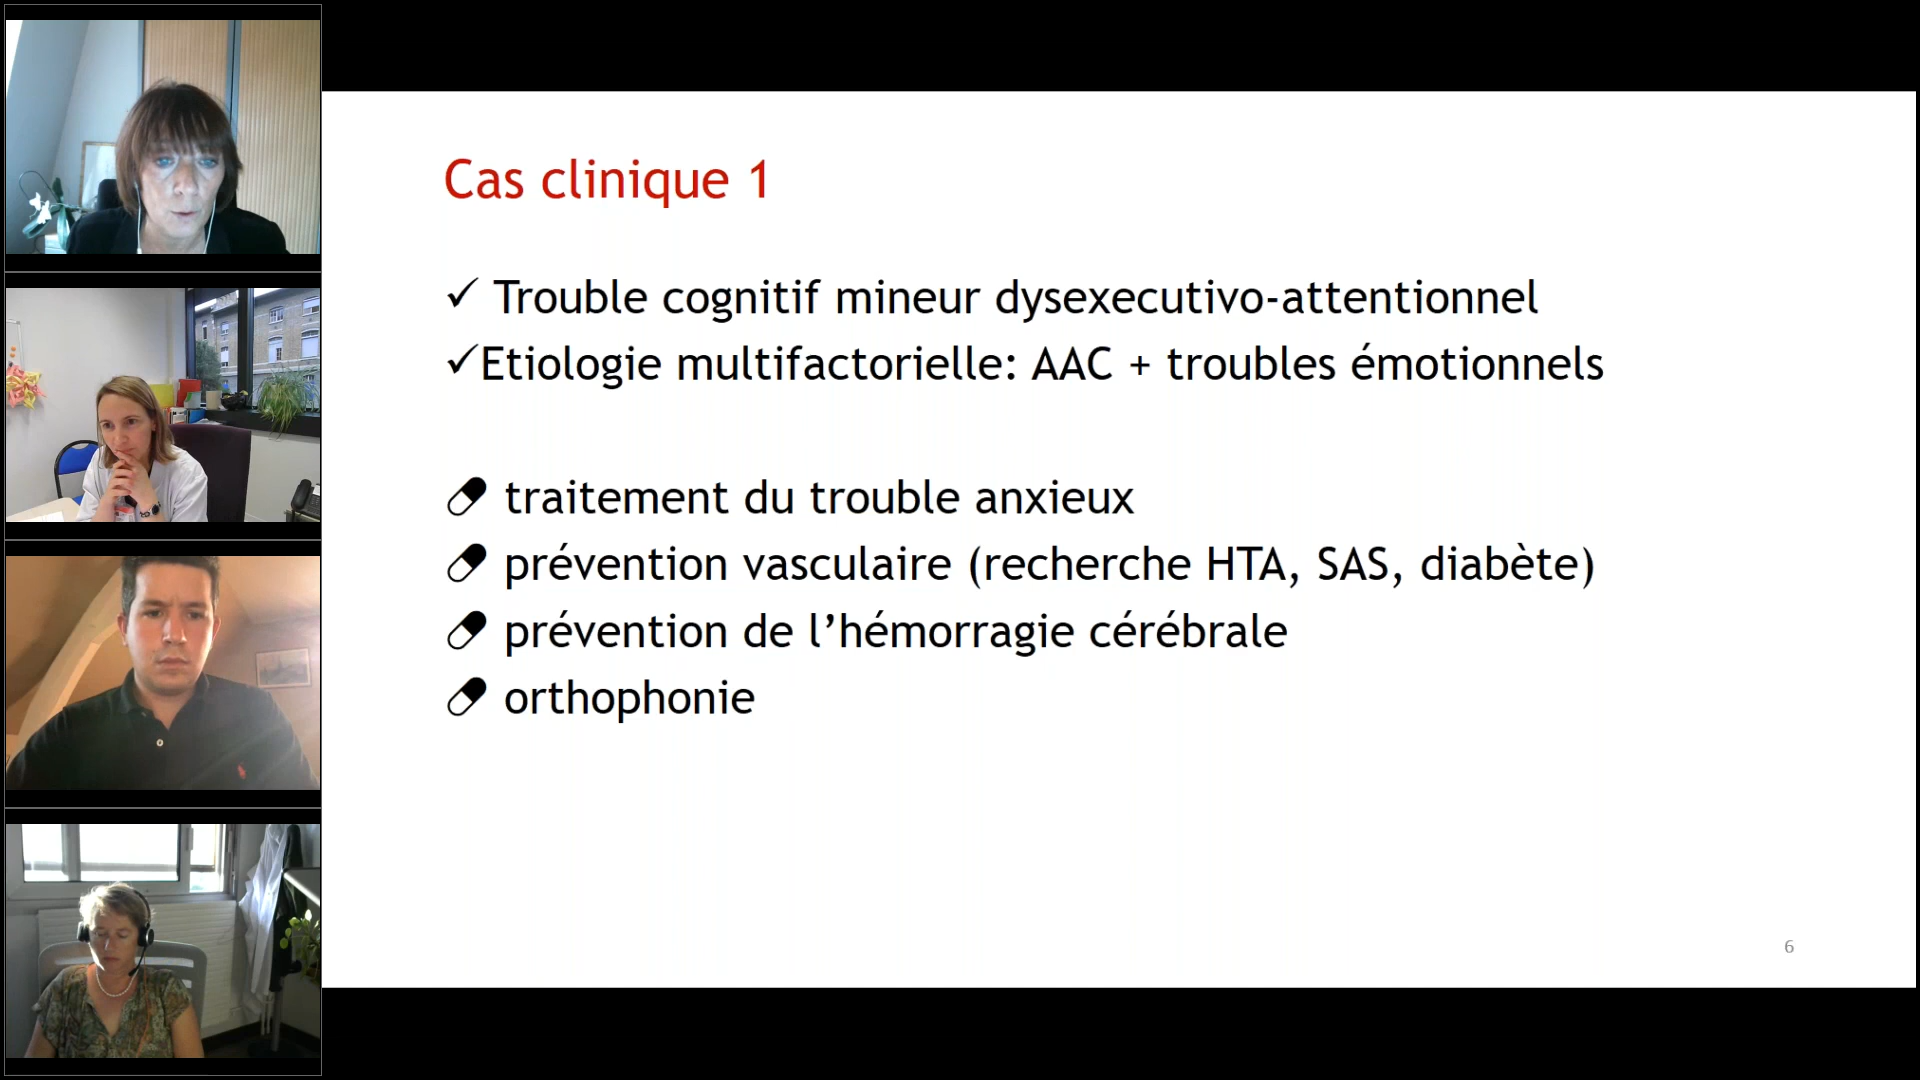 Cas clinique 1
✓ Trouble cognitif mineur dysexecutivo-attentionnel
✓Etiologie multifactorielle: AAC + troubles émotionnels
traitement du trouble anxieux
prévention vasculaire (recherche HTA, SAS, diabète)
prévention de l’hémorragie cérébrale
orthophonie
6